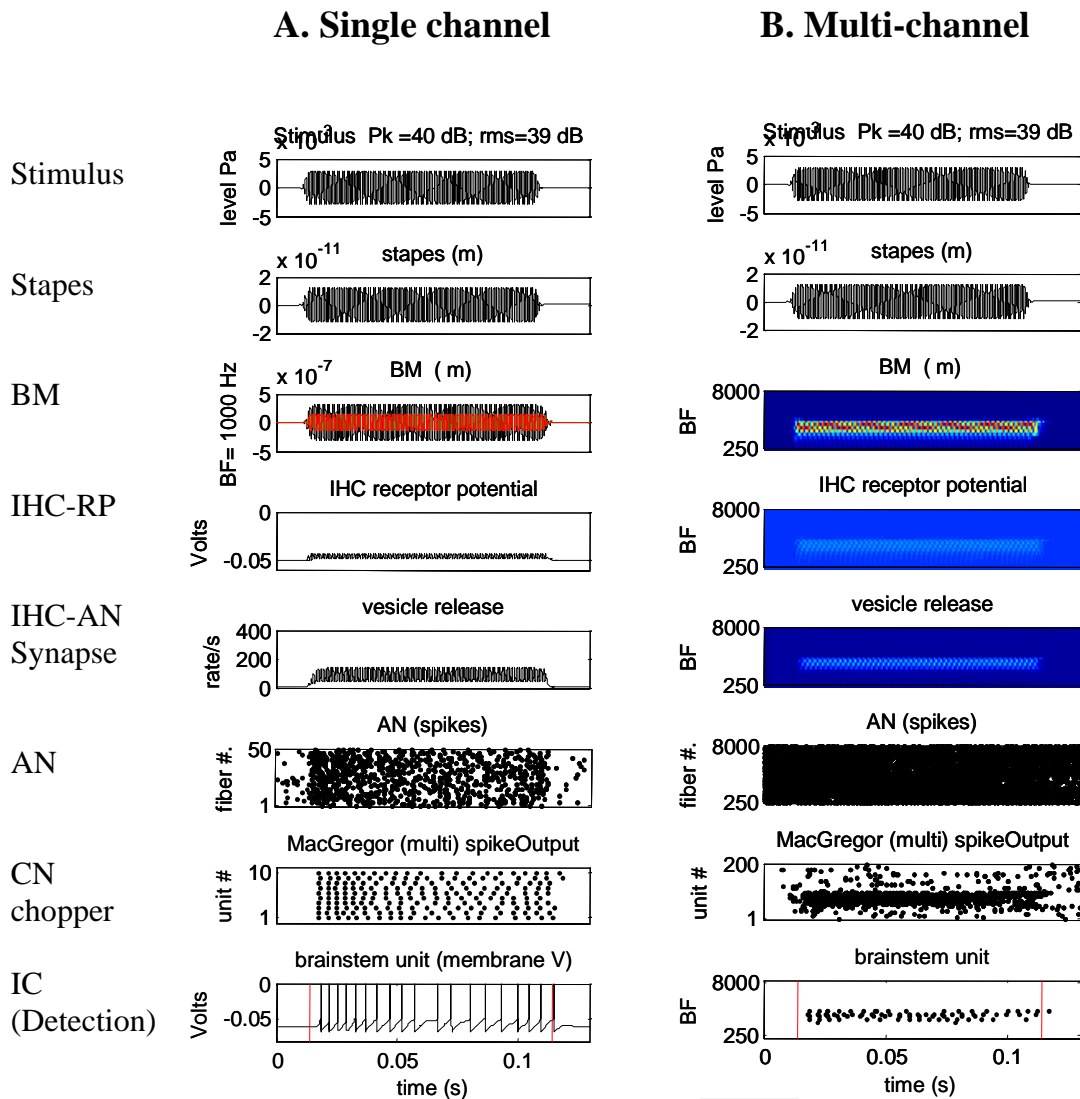 A. Single channel
B. Multi-channel
Stimulus
Stimulus Pk =40 dB; rms=39 dB
x 10-3
level Pa
5
0
-5
Stimulus Pk =40 dB; rms=39 dB
x 10-3
level Pa
5
0
-5
Stapes
stapes (m)
x 10-11
2
0
-2
stapes (m)
x 10-11
2
0
-2
BM
BM ( m)
x 10-7
BF= 1000 Hz
5
0
-5
BM ( m)
BF
8000
250
IHC-RP
IHC receptor potential
Volts
0
-0.05
IHC receptor potential
BF
8000
250
IHC-AN
Synapse
vesicle release
rate/s
400
200
0
vesicle release
BF
8000
250
AN
AN (spikes)
fiber #.
50
1
AN (spikes)
fiber #.
8000
250
CN
chopper
MacGregor (multi) spikeOutput
unit #
10
1
MacGregor (multi) spikeOutput
unit #
200
1
IC
(Detection)
brainstem unit (membrane V)
Volts
0
-0.05
0 0.05 0.1
time (s)
brainstem unit
BF
8000
250
0 0.05 0.1
time (s)